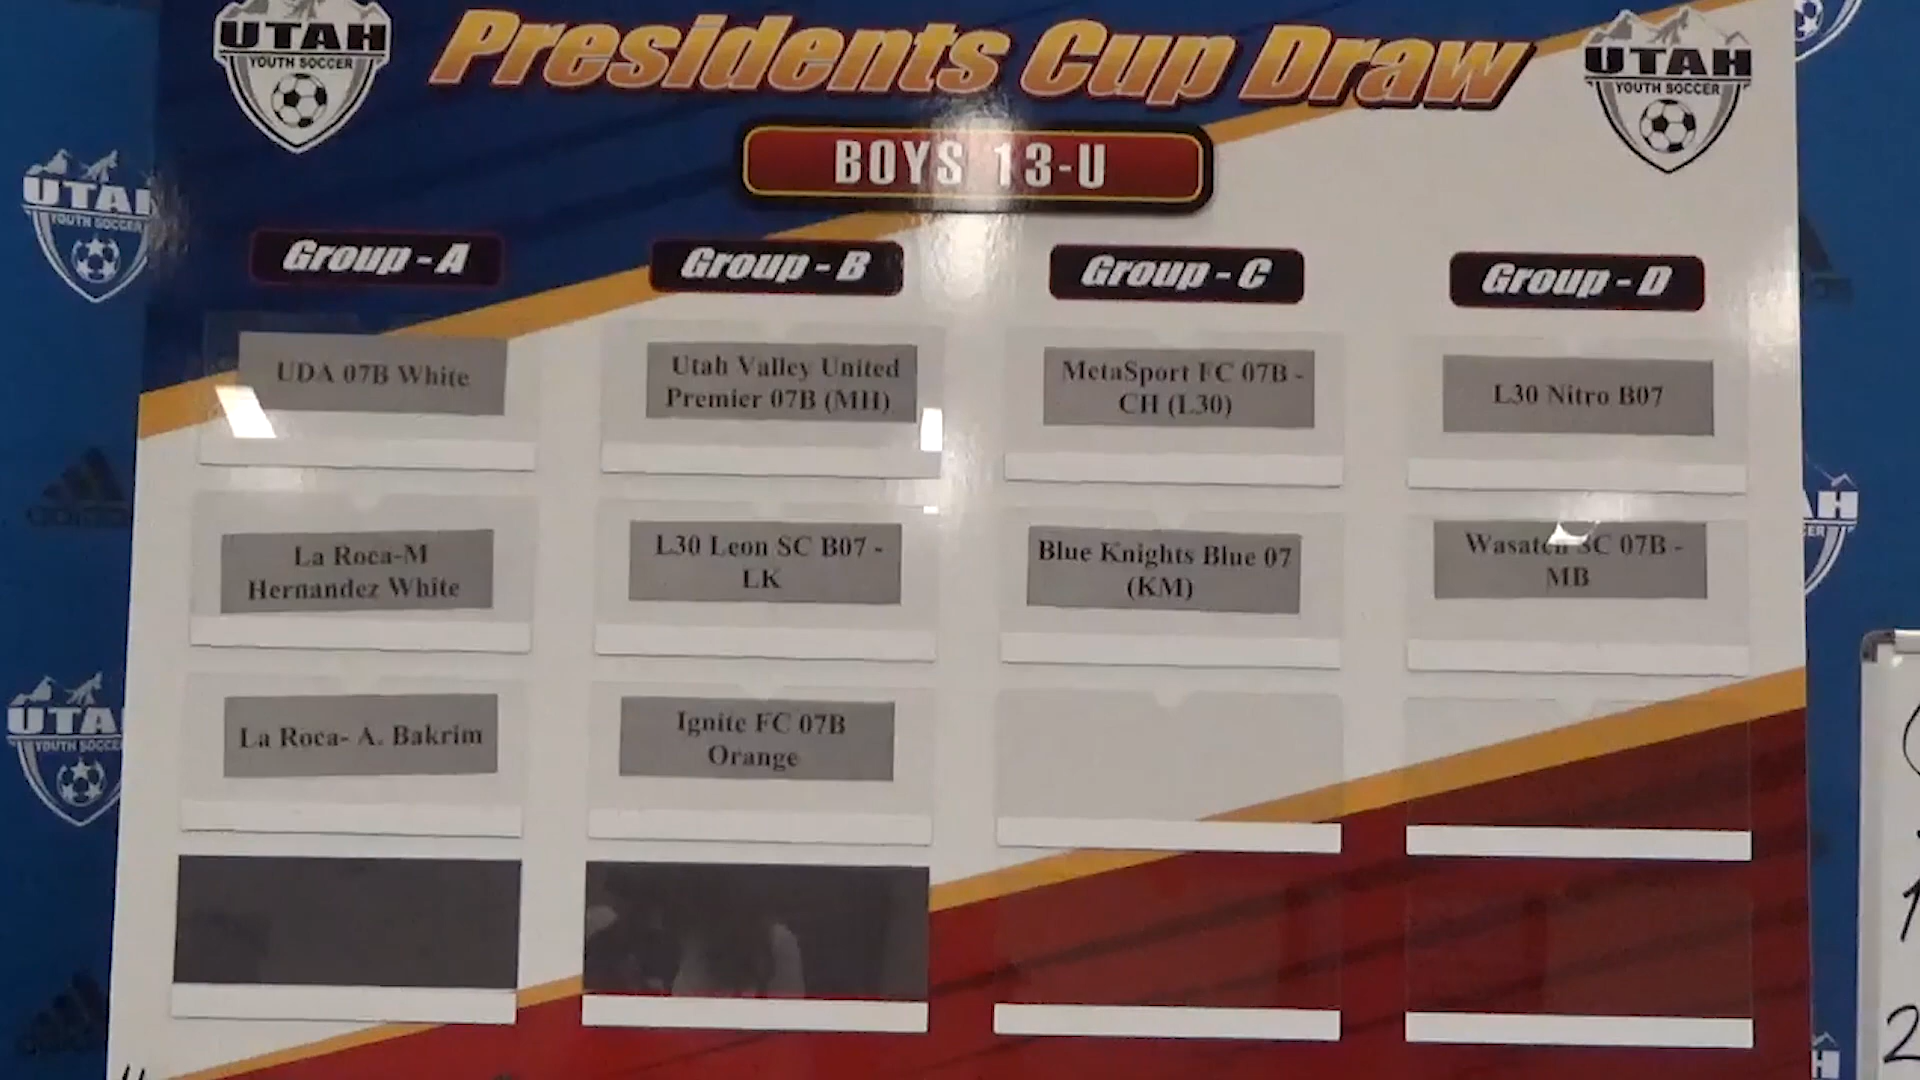 UTAH
YOUTH SOCCER
Presidents Cup Draw
UTAH
YOUTH SOCCER
BOYS 13-U
Group - A
Group - B
Group - C
Group - D
UDA 07B White
Utah Valley United
Premier 07B (MH)
MetaSport FC 07B -
CH (L30)
L30 Nitro B07
La Roca-M
Hernandez White
L30 Leon SC B07 -
LK
Blue Knights Blue 07
(KM)
Wasatch SC 07B -
MB
La Roca- A. Bakrim
Ignite FC 07B
Orange
UTAH
YOUTH SOCCER
adidas
UTAH
YOUTH SOCCER